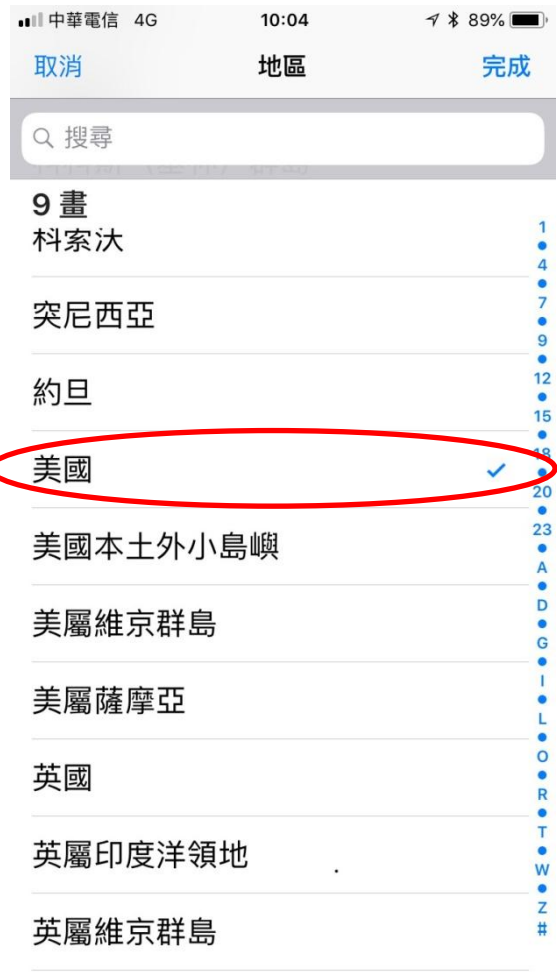 中華電信 4G 10:04 89%
取消 地區 完成
搜尋
9 畫
科索沃
突尼西亞
約旦
美國
美國本土外小島嶼
美屬維京群島
美屬薩摩亞
英國
英屬印度洋領地
英屬維京群島
1
4
7
9
12
15
18
20
23
A
D
G
I
L
O
R
T
W
Z
#